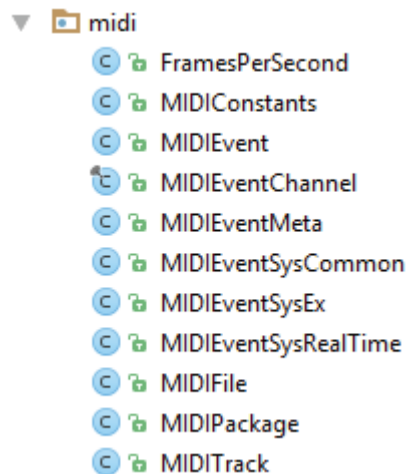 midi
FramesPerSecond
MIDIConstants
MIDIEvent
MIDIEventChannel
MIDIEventMeta
MIDIEventSysCommon
MIDIEventSysEx
MIDIEventSysRealTime
MIDIFile
MIDIPackage
MIDITrack